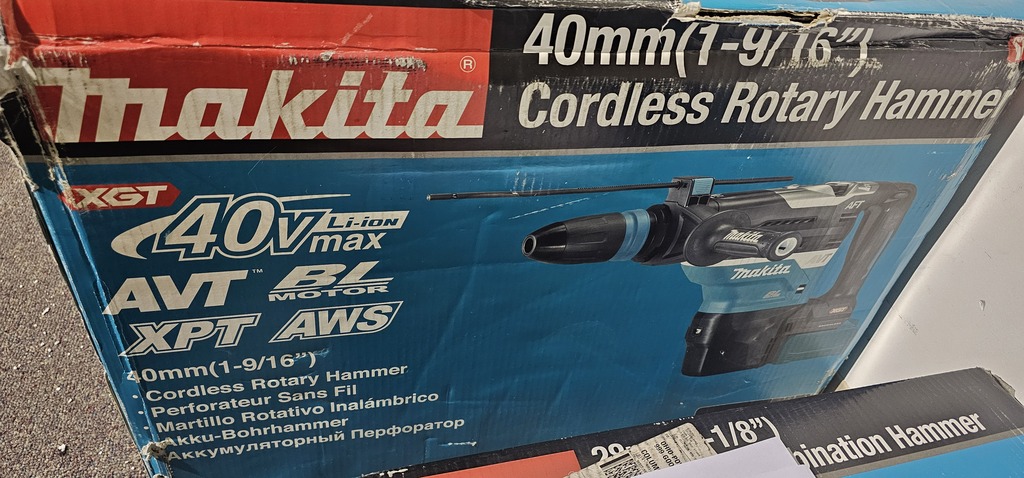 makita®
40mm(1-9/16")
Cordless Rotary Hammer
XGT
40V Li-ion
max
AVT™ BL
MOTOR
XPT AWS
40mm(1-9/16")
· Cordless Rotary Hammer
· Perforateur Sans Fil
· Martillo Rotativo Inalámbrico
· Akku-Bohrhammer
· Аккумуляторный Перфоратор
AFT
makita
makita
BL
-1/8")
Hammer